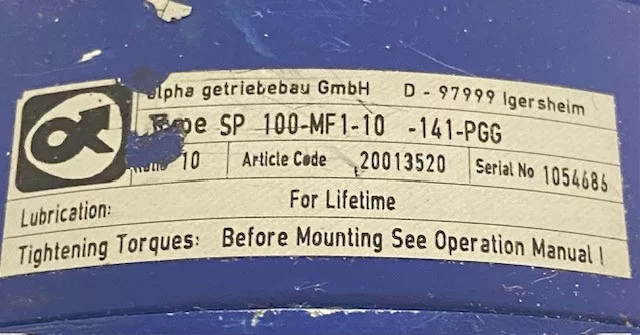 alpha getriebebau GmbH D - 97999 Igersheim
Type SP 100-MF1-10 -141-PGG
Ratio 10 Article Code 20013520 Serial No 1054686
Lubrication: For Lifetime
Tightening Torques: Before Mounting See Operation Manual !